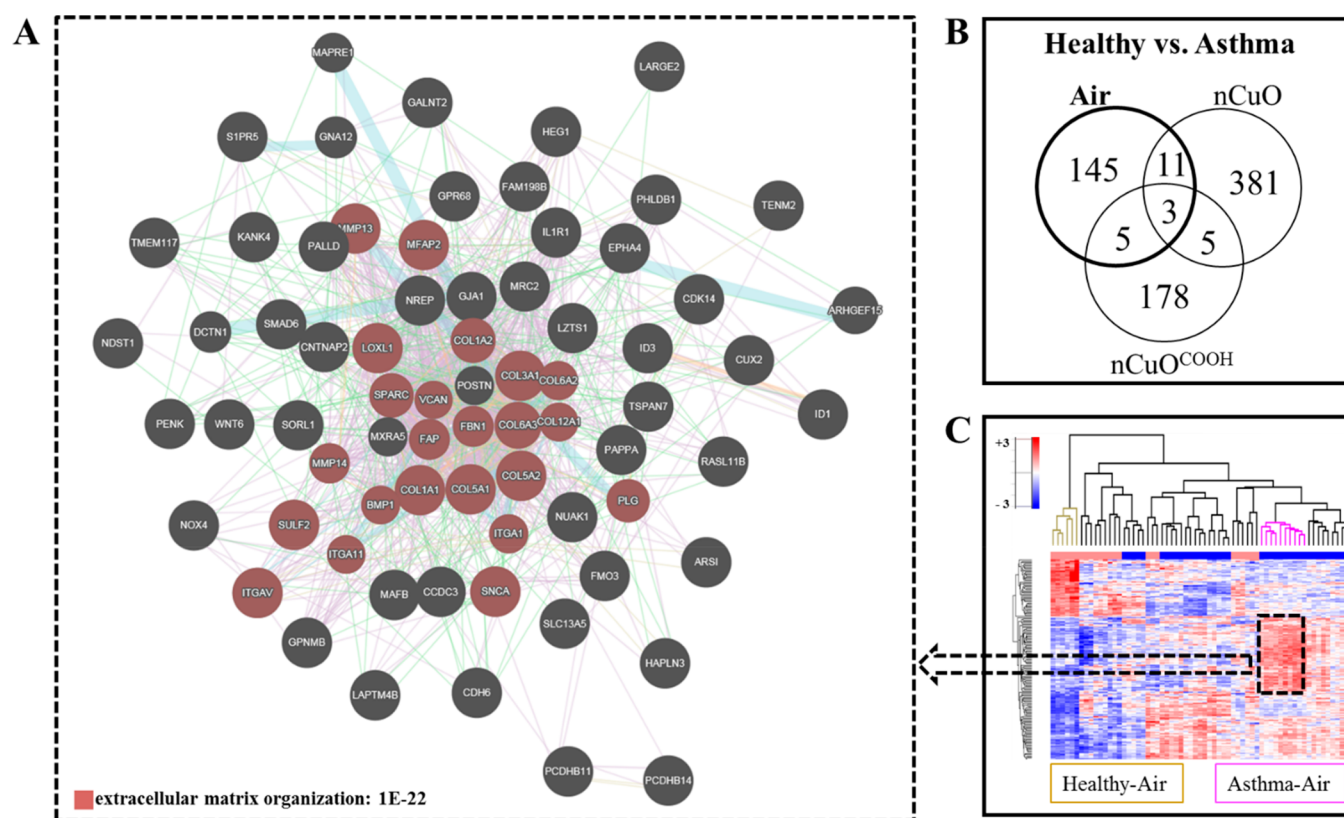 A
MAPRE1
LARGE2
GALNT2
S1PR5
GNA12
HEG1
GPR68
FAM198B
PHLDB1
TENM2
MMP13
TMEM117
KANK4
PALLD
MFAP2
IL1R1
EPHA4
NREP
GJA1
MRC2
CDK14
ARHGEF15
DCTN1
SMAD6
CNTNAP2
LZTS1
NDST1
LOXL1
COL1A2
ID3
CUX2
COL3A1
COL6A2
SPARC
VCAN
POSTN
TSPAN7
ID1
PENK
WNT6
SORL1
MXRA5
FAP
FBN1
COL6A3
COL12A1
PAPPA
RASL11B
MMP14
COL1A1
COL5A1
COL5A2
BMP1
PLG
NOX4
SULF2
ITGA1
NUAK1
ITGA11
ARSI
ITGAV
MAFB
CCDC3
SNCA
FMO3
SLC13A5
GPNMB
HAPLN3
LAPTM4B
CDH6
PCDHB11
PCDHB14
extracellular matrix organization: 1E-22
B
Healthy vs. Asthma
Air
nCuO
145
11
381
3
5
5
178
nCuOCOOH
C
+3
- 3
Healthy-Air
Asthma-Air